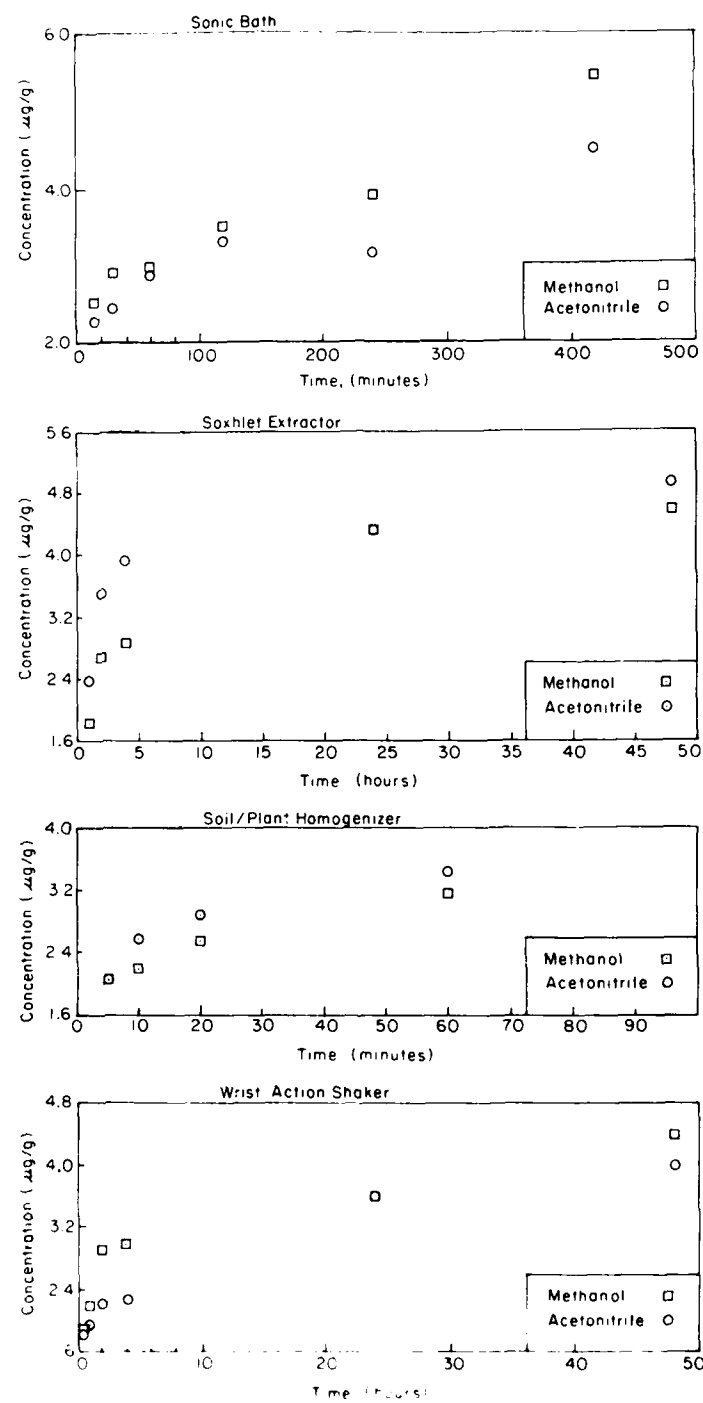 Sonic Bath
6.0
4.0
2.0
Concentration (µg/g)
Methanol
Acetonitrile
0 100 200 300 400 500
Time, (minutes)
Soxhlet Extractor
5.6
4.8
4.0
3.2
2.4
1.6
Concentration (µg/g)
Methanol
Acetonitrile
0 5 10 15 20 25 30 35 40 45 50
Time (hours)
Soil/Plant Homogenizer
4.0
3.2
2.4
1.6
Concentration (µg/g)
Methanol
Acetonitrile
0 10 20 30 40 50 60 70 80 90
Time (minutes)
Wrist Action Shaker
4.8
4.0
3.2
2.4
6
Concentration (µg/g)
Methanol
Acetonitrile
0 10 20 30 40 50
Time (hours)